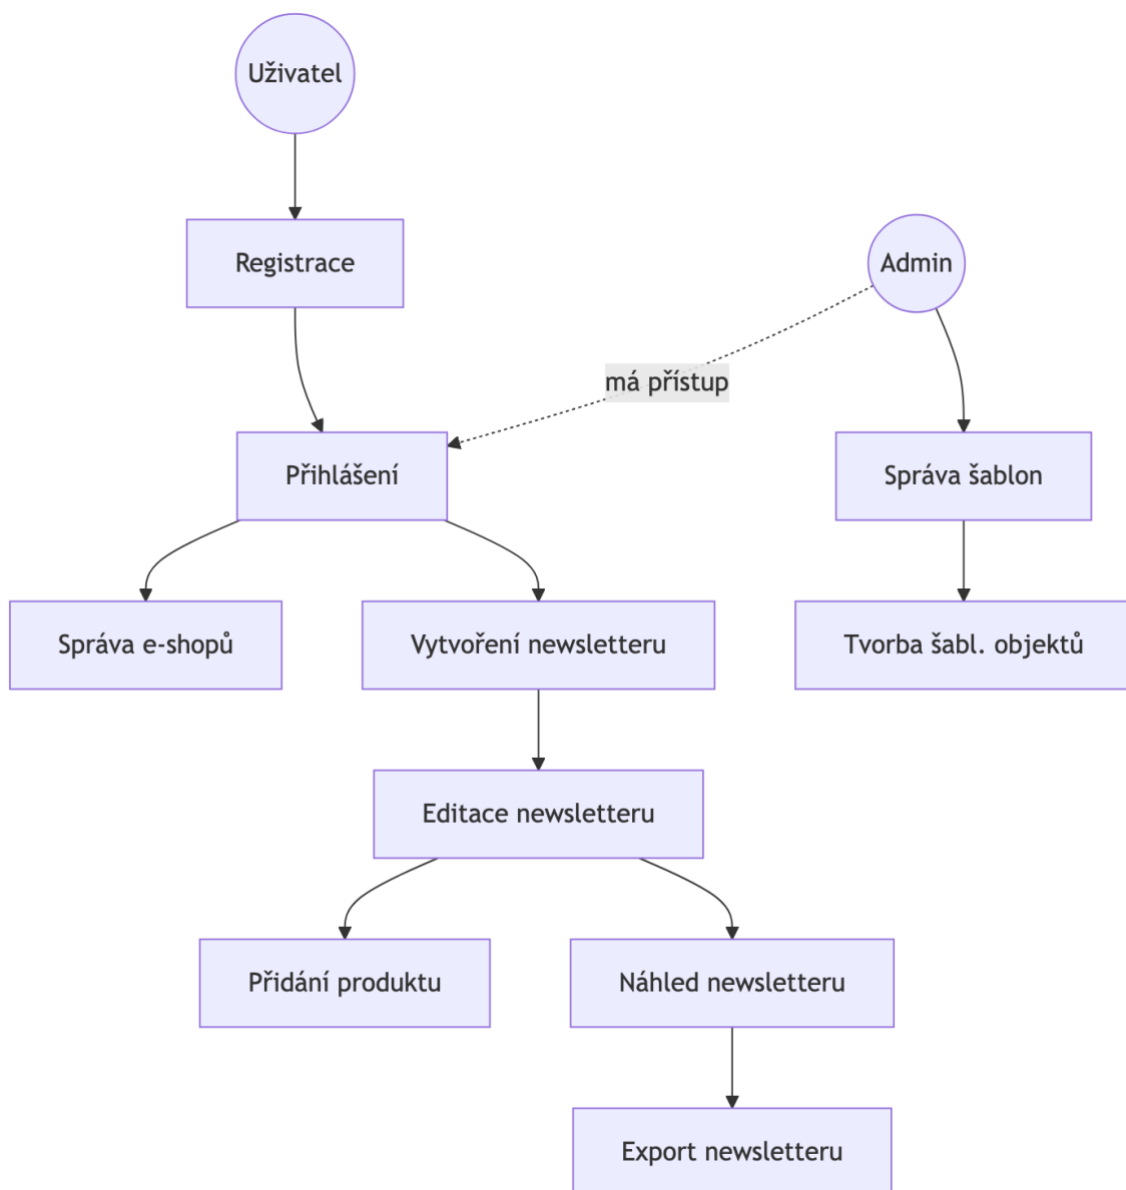 Uživatel
Registrace
Admin
má přístup
Přihlášení
Správa šablon
Správa e-shopů
Vytvoření newsletteru
Tvorba šabl. objektů
Editace newsletteru
Přidání produktu
Náhled newsletteru
Export newsletteru